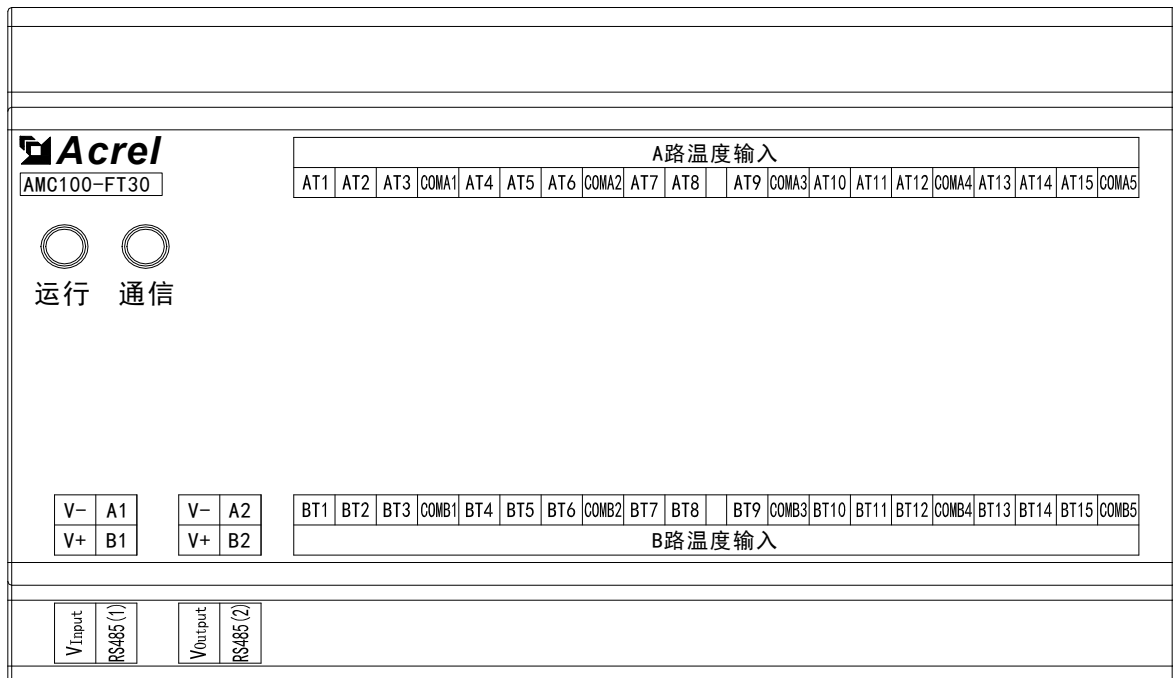 Acrel
AMC100-FT30
运行 通信
A路温度输入
AT1 AT2 AT3 COMA1 AT4 AT5 AT6 COMA2 AT7 AT8 AT9 COMA3 AT10 AT11 AT12 COMA4 AT13 AT14 AT15 COMA5
V- A1 V- A2
V+ B1 V+ B2
BT1 BT2 BT3 COMB1 BT4 BT5 BT6 COMB2 BT7 BT8 BT9 COMB3 BT10 BT11 BT12 COMB4 BT13 BT14 BT15 COMB5
B路温度输入
VInput RS485(1) VOutput RS485(2)